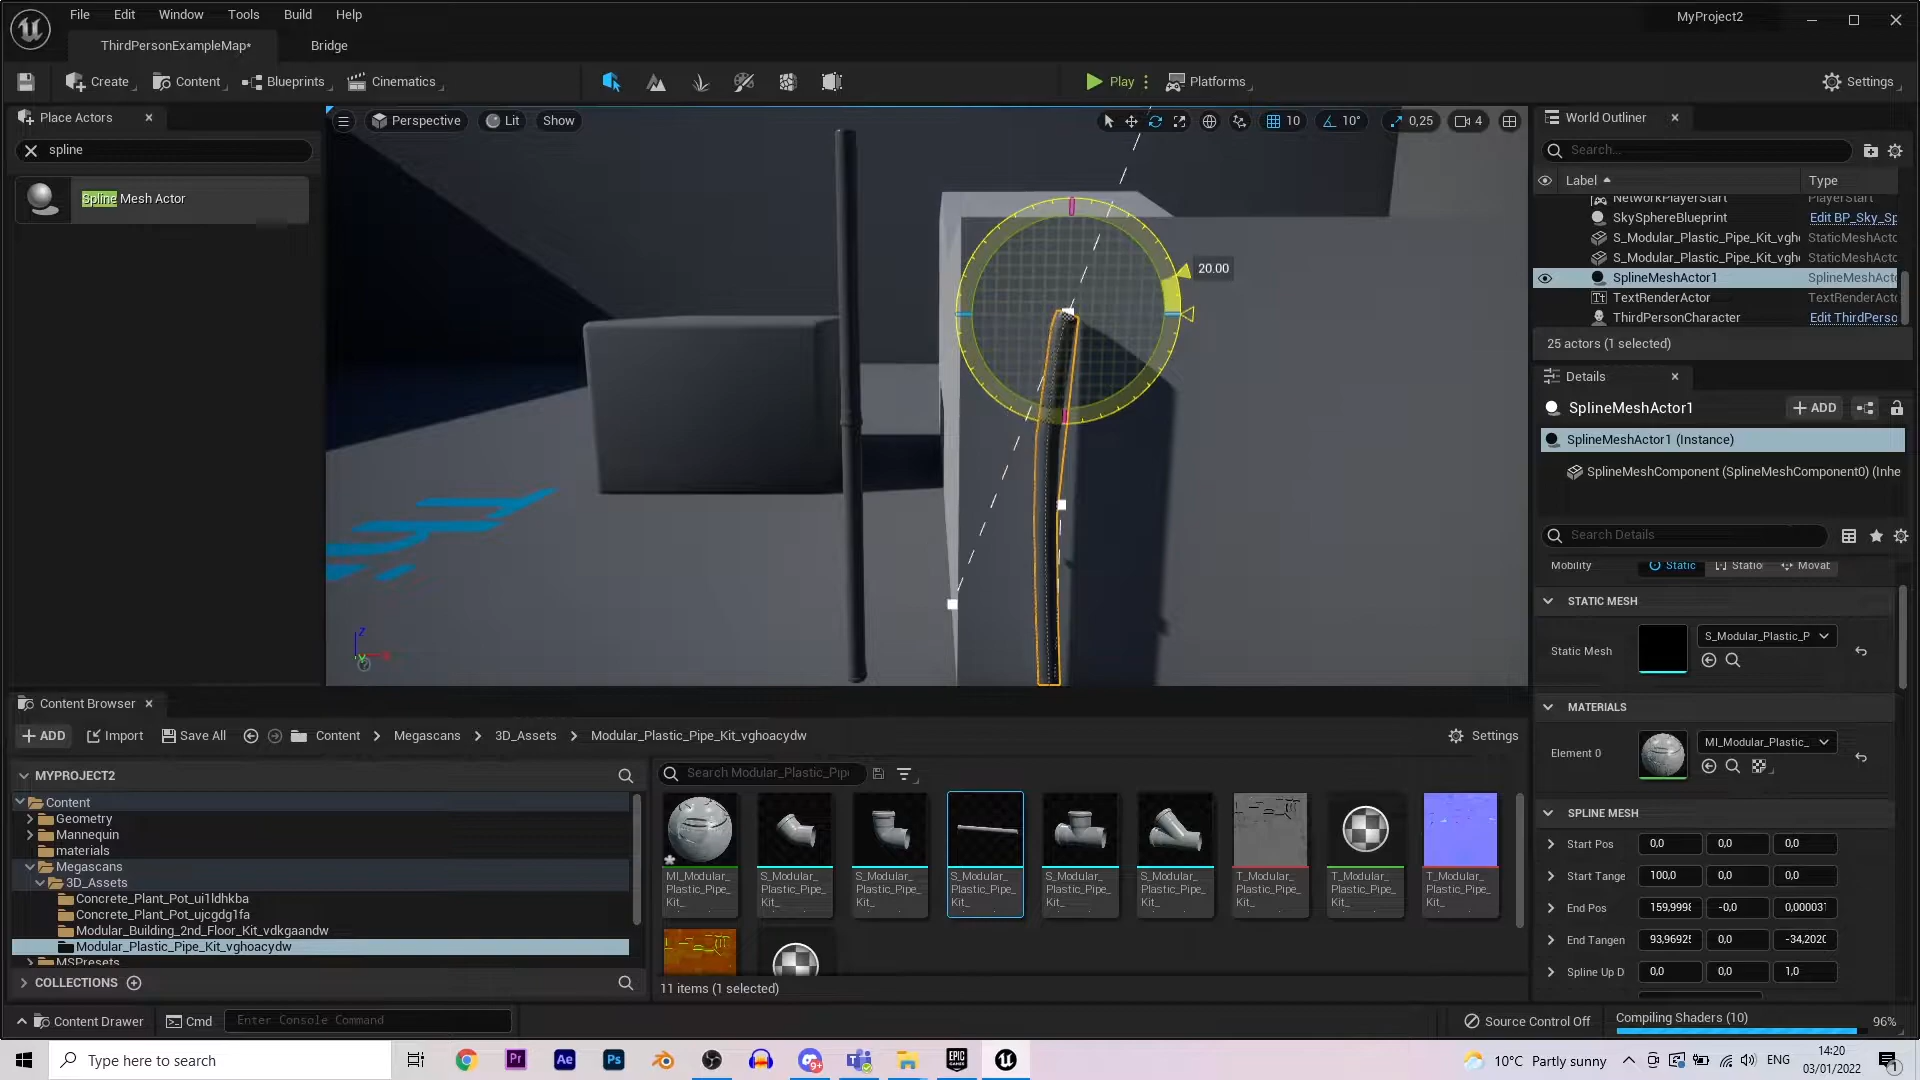 File Edit Window Tools Build Help
MyProject2
ThirdPersonExampleMap*
Bridge
Create
Content
Blueprints
Cinematics
Play
Platforms
Settings
Place Actors
spline
Spline Mesh Actor
Perspective
Lit
Show
10
10°
0,25
4
20.00
World Outliner
Search...
Label
Type
NetworkPlayerStart
PlayerStart
SkySphereBlueprint
Edit BP_Sky_Sp
S_Modular_Plastic_Pipe_Kit_vgho
StaticMeshActo
S_Modular_Plastic_Pipe_Kit_vgho
StaticMeshActo
SplineMeshActor1
SplineMeshActo
TextRenderActor
TextRenderActo
ThirdPersonCharacter
Edit ThirdPerso
25 actors (1 selected)
Details
SplineMeshActor1
ADD
SplineMeshActor1 (Instance)
SplineMeshComponent (SplineMeshComponent0) (Inhe
Search Details
Mobility
Static
Statio
Movat
STATIC MESH
Static Mesh
S_Modular_Plastic_P
MATERIALS
Element 0
MI_Modular_Plastic_
SPLINE MESH
Start Pos
0,0
0,0
0,0
Start Tange
100,0
0,0
0,0
End Pos
159,9998
-0,0
0,000031
End Tangen
93,96925
0,0
-34,2020
Spline Up D
0,0
0,0
1,0
Content Browser
ADD
Import
Save All
Content
Megascans
3D_Assets
Modular_Plastic_Pipe_Kit_vghoacydw
Settings
MYPROJECT2
Search Modular_Plastic_Pip
Content
Geometry
Mannequin
materials
Megascans
3D_Assets
Concrete_Plant_Pot_ui1ldhkba
Concrete_Plant_Pot_ujcgdg1fa
Modular_Building_2nd_Floor_Kit_vdkgaandw
Modular_Plastic_Pipe_Kit_vghoacydw
MSPresets
COLLECTIONS
MI_Modular_
Plastic_Pipe_
Kit_
S_Modular_
Plastic_Pipe_
Kit_
S_Modular_
Plastic_Pipe_
Kit_
S_Modular_
Plastic_Pipe_
Kit_
S_Modular_
Plastic_Pipe_
Kit_
S_Modular_
Plastic_Pipe_
Kit_
T_Modular_
Plastic_Pipe_
Kit_
T_Modular_
Plastic_Pipe_
Kit_
T_Modular_
Plastic_Pipe_
Kit_
11 items (1 selected)
Content Drawer
Cmd
Enter Console Command
Source Control Off
Compiling Shaders (10)
96%
Type here to search
Pr
Ae
Ps
9+
EPIC
GAMES
10°C Partly sunny
ENG
14:20
03/01/2022
1